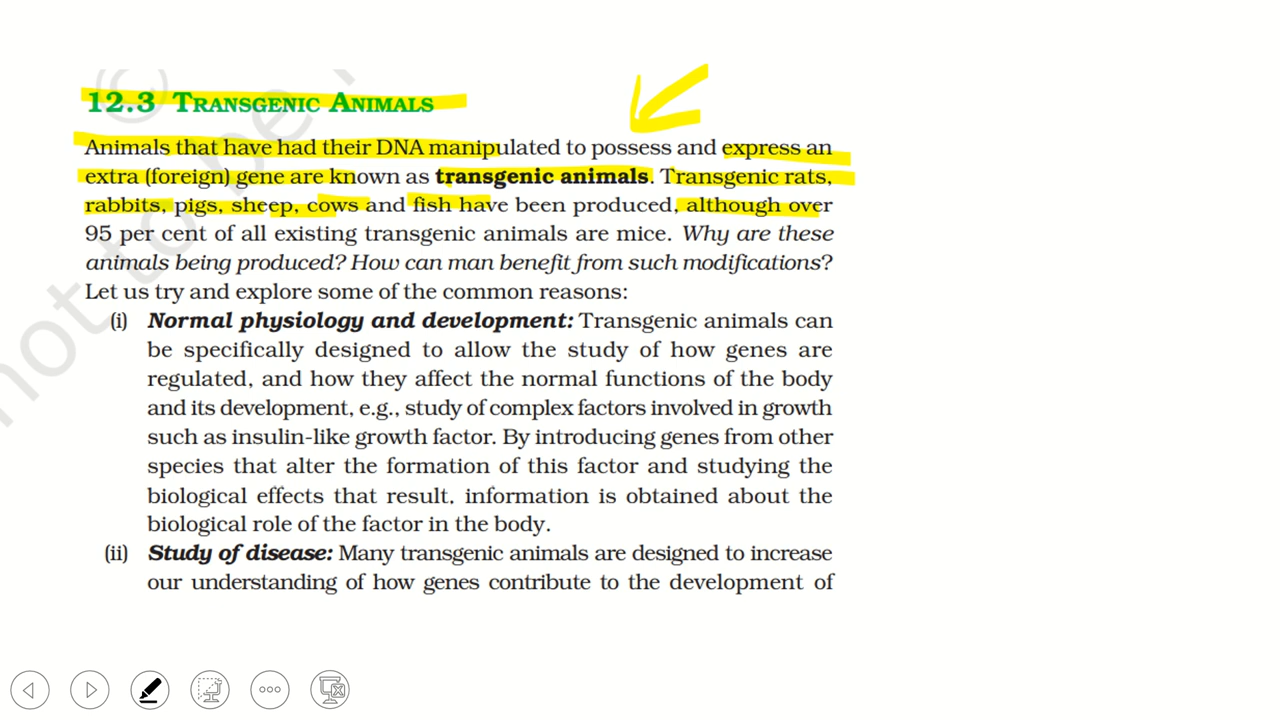 12.3 TRANSGENIC ANIMALS
Animals that have had their DNA manipulated to possess and express an
extra (foreign) gene are known as transgenic animals. Transgenic rats,
rabbits, pigs, sheep, cows and fish have been produced, although over
95 per cent of all existing transgenic animals are mice. Why are these
animals being produced? How can man benefit from such modifications?
Let us try and explore some of the common reasons:
(i) Normal physiology and development: Transgenic animals can
be specifically designed to allow the study of how genes are
regulated, and how they affect the normal functions of the body
and its development, e.g., study of complex factors involved in growth
such as insulin-like growth factor. By introducing genes from other
species that alter the formation of this factor and studying the
biological effects that result, information is obtained about the
biological role of the factor in the body.
(ii) Study of disease: Many transgenic animals are designed to increase
our understanding of how genes contribute to the development of
not to be
©